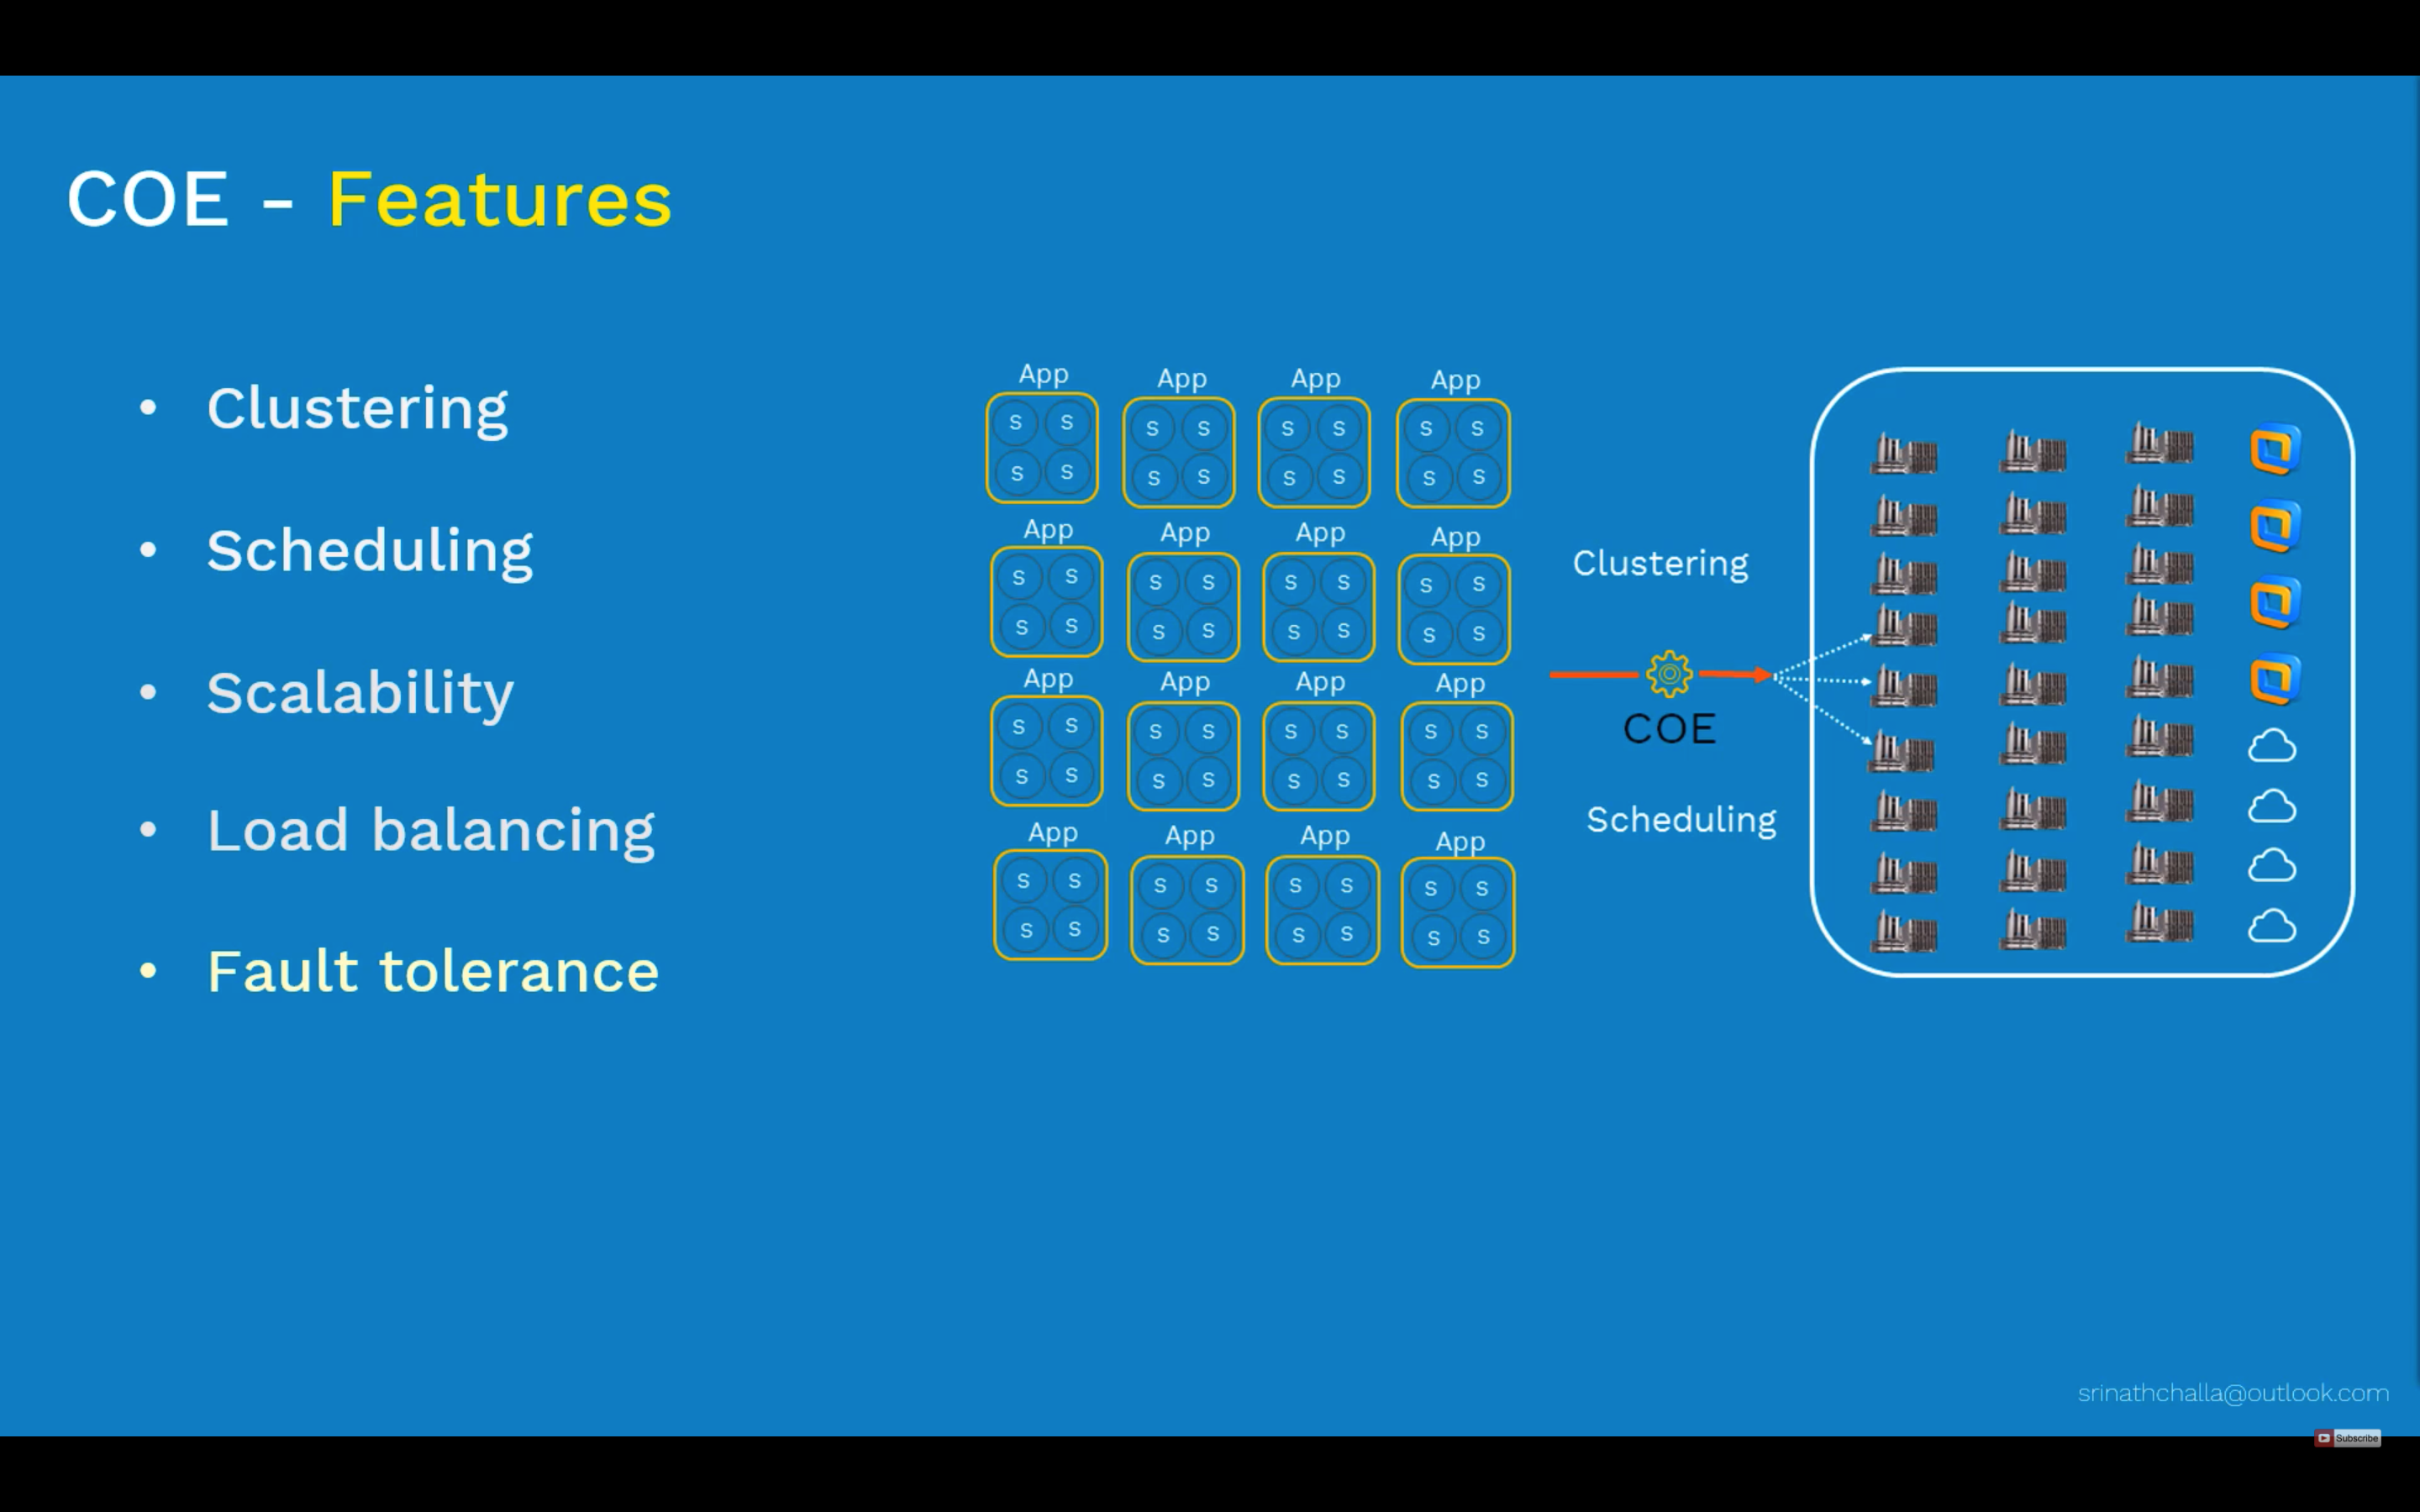 COE - Features
• Clustering
• Scheduling
• Scalability
• Load balancing
• Fault tolerance
App App App App
S S S S S S S S
S S S S S S S S
App App App App
S S S S S S S S
S S S S S S S S
App App App App
S S S S S S S S
S S S S S S S S
App App App App
S S S S S S S S
S S S S S S S S
Clustering
COE
Scheduling
srinathchalla@outlook.com
Subscribe